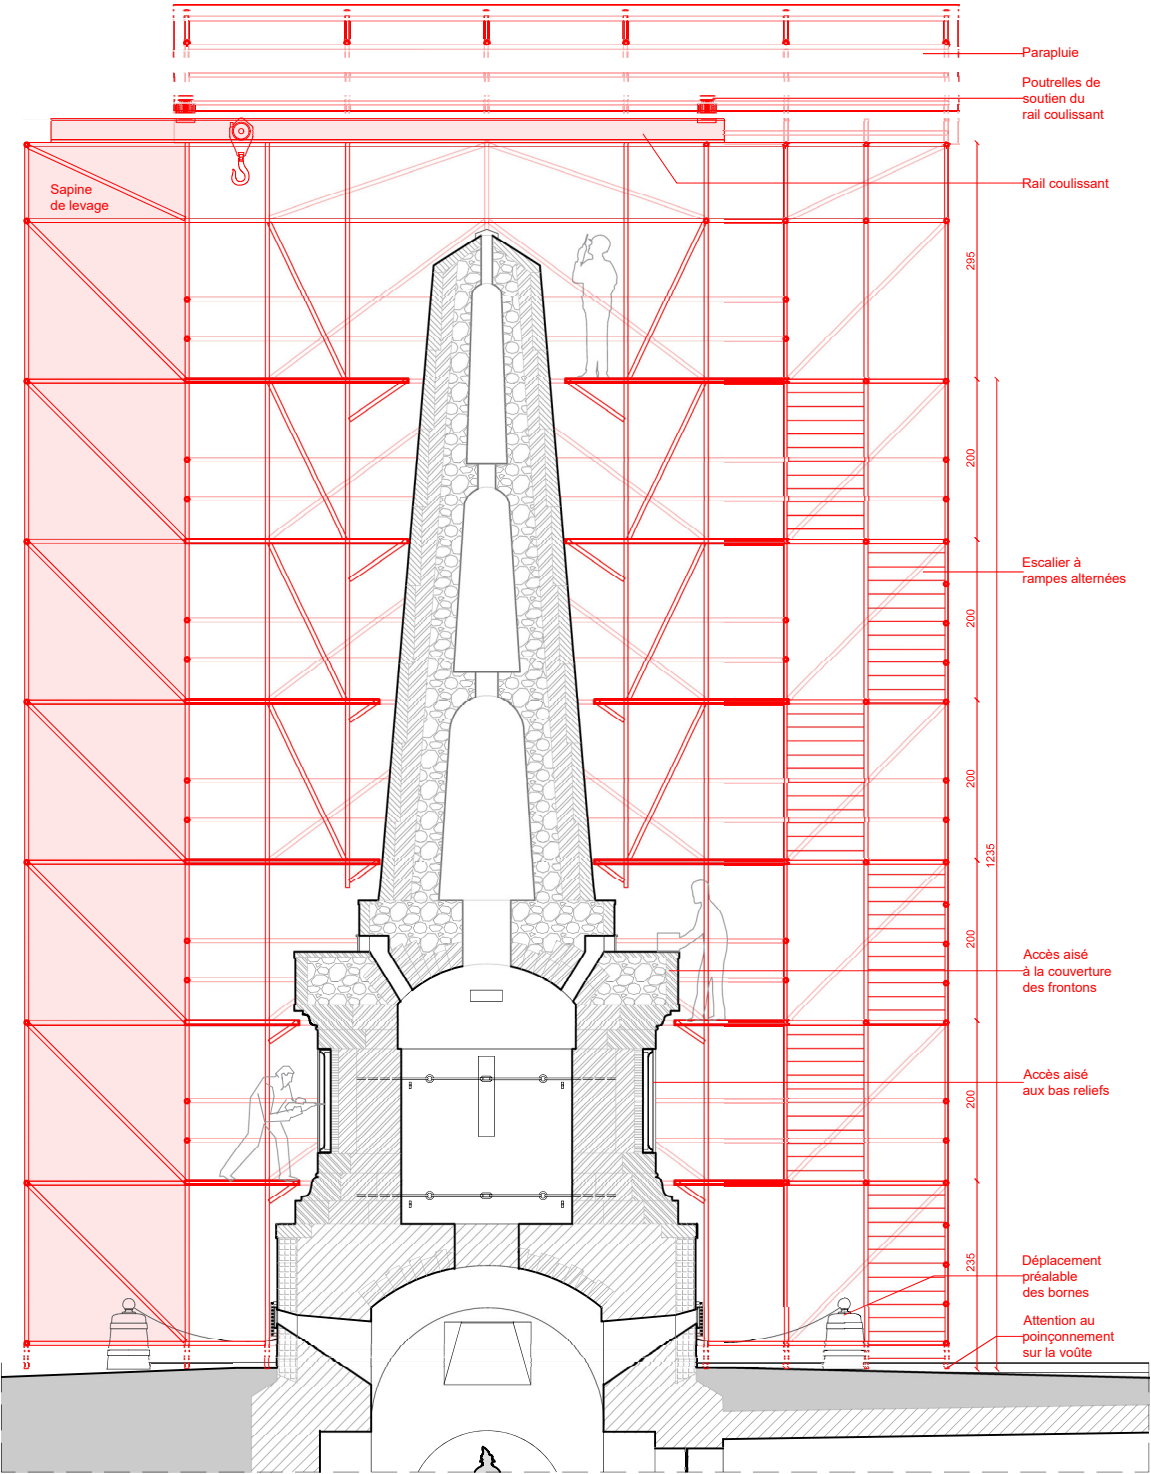 Parapluie
Poutrelles de
soutien du
rail coulissant
Sapine
de levage
Rail coulissant
295
200
Escalier à
rampes alternées
200
200
1235
200
Accès aisé
à la couverture
des frontons
Accès aisé
aux bas reliefs
200
235
Déplacement
préalable
des bornes
Attention au
poinçonnement
sur la voûte